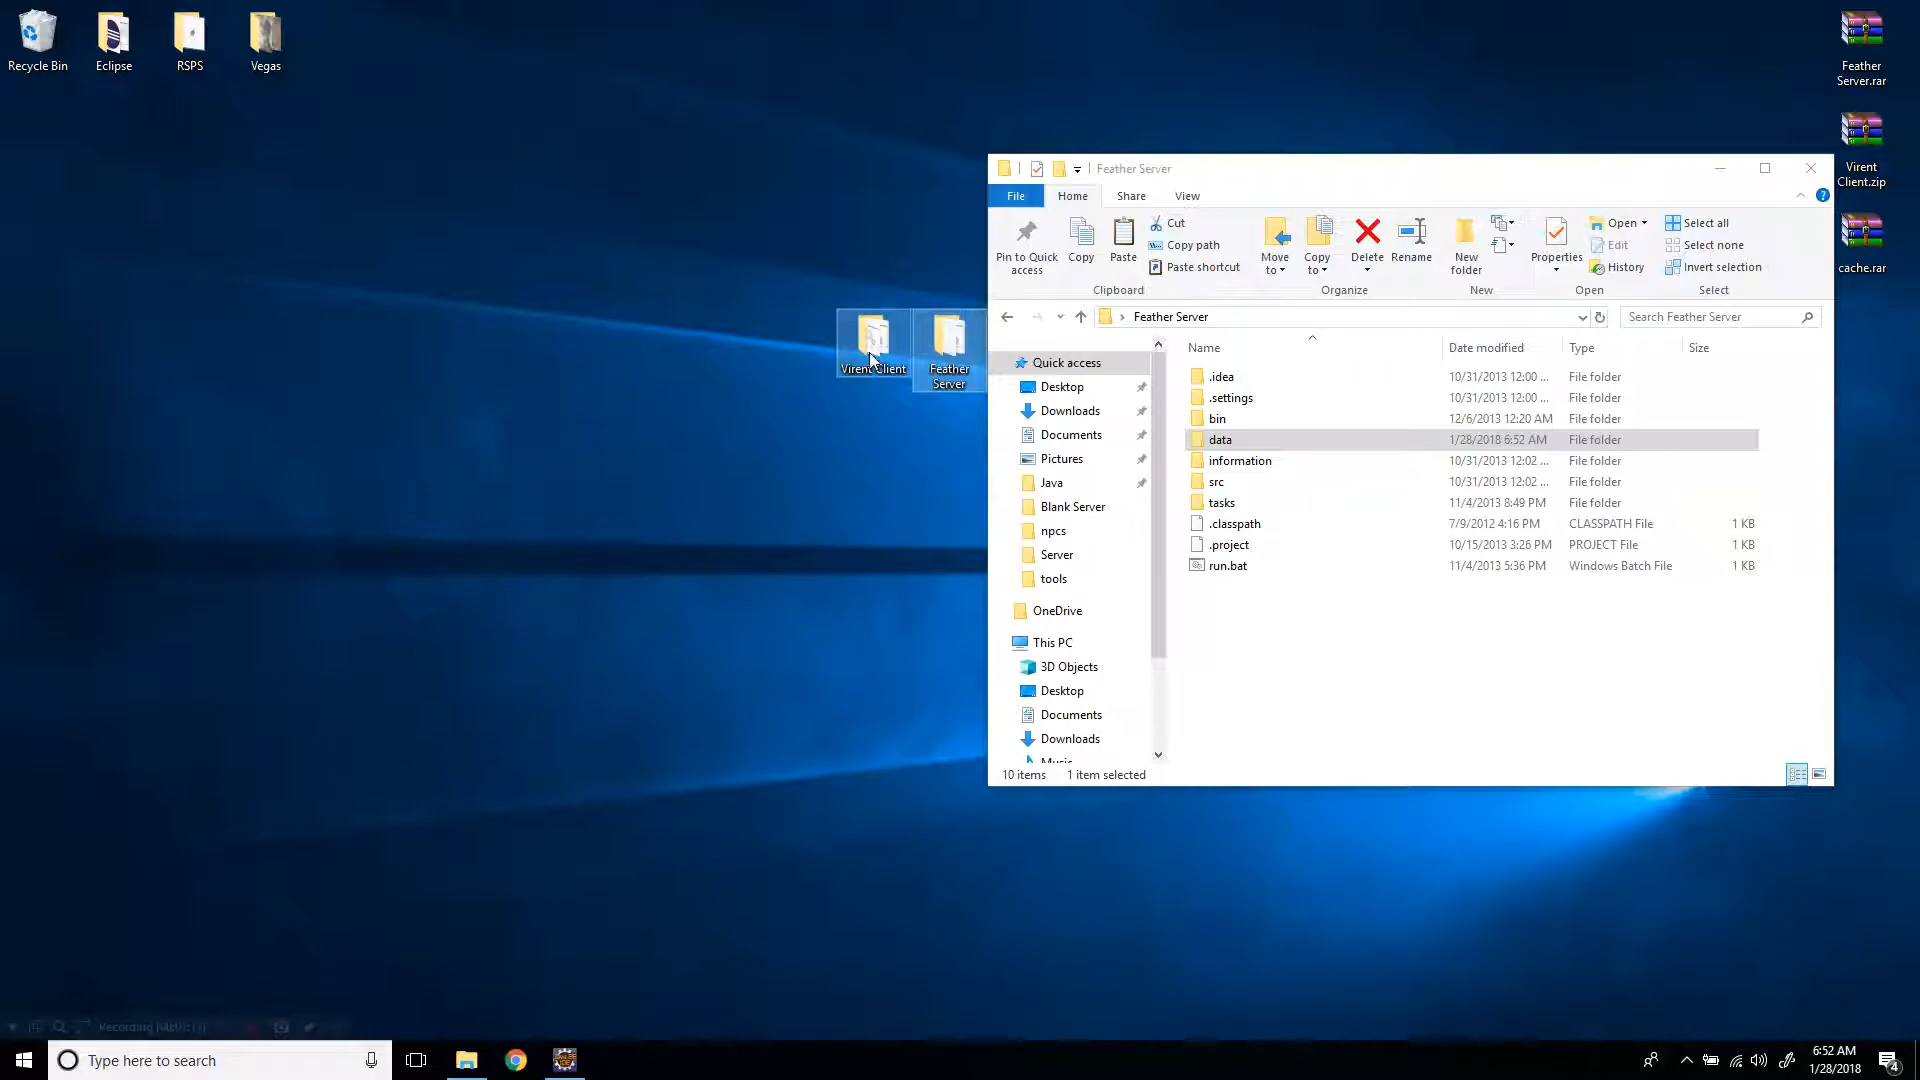 Recycle Bin
Eclipse
RSPS
Vegas
Feather
Server.rar
Virent
Client.zip
cache.rar
Virent Client
Feather
Server
Feather Server
File
Home
Share
View
Pin to Quick
access
Copy
Paste
Cut
Copy path
Paste shortcut
Clipboard
Move
to
Copy
to
Delete
Rename
Organize
New
folder
New
Properties
Open
Edit
History
Open
Select all
Select none
Invert selection
Select
Feather Server
Search Feather Server
Quick access
Desktop
Downloads
Documents
Pictures
Java
Blank Server
npcs
Server
tools
OneDrive
This PC
3D Objects
Desktop
Documents
Downloads
Music
Name Date modified Type Size
.idea 10/31/2013 12:00 ... File folder
.settings 10/31/2013 12:00 ... File folder
bin 12/6/2013 12:20 AM File folder
data 1/28/2018 6:52 AM File folder
information 10/31/2013 12:02 ... File folder
src 10/31/2013 12:02 ... File folder
tasks 11/4/2013 8:49 PM File folder
.classpath 7/9/2012 4:16 PM CLASSPATH File 1 KB
.project 10/15/2013 3:26 PM PROJECT File 1 KB
run.bat 11/4/2013 5:36 PM Windows Batch File 1 KB
10 items 1 item selected
Recording
Type here to search
6:52 AM
1/28/2018
4